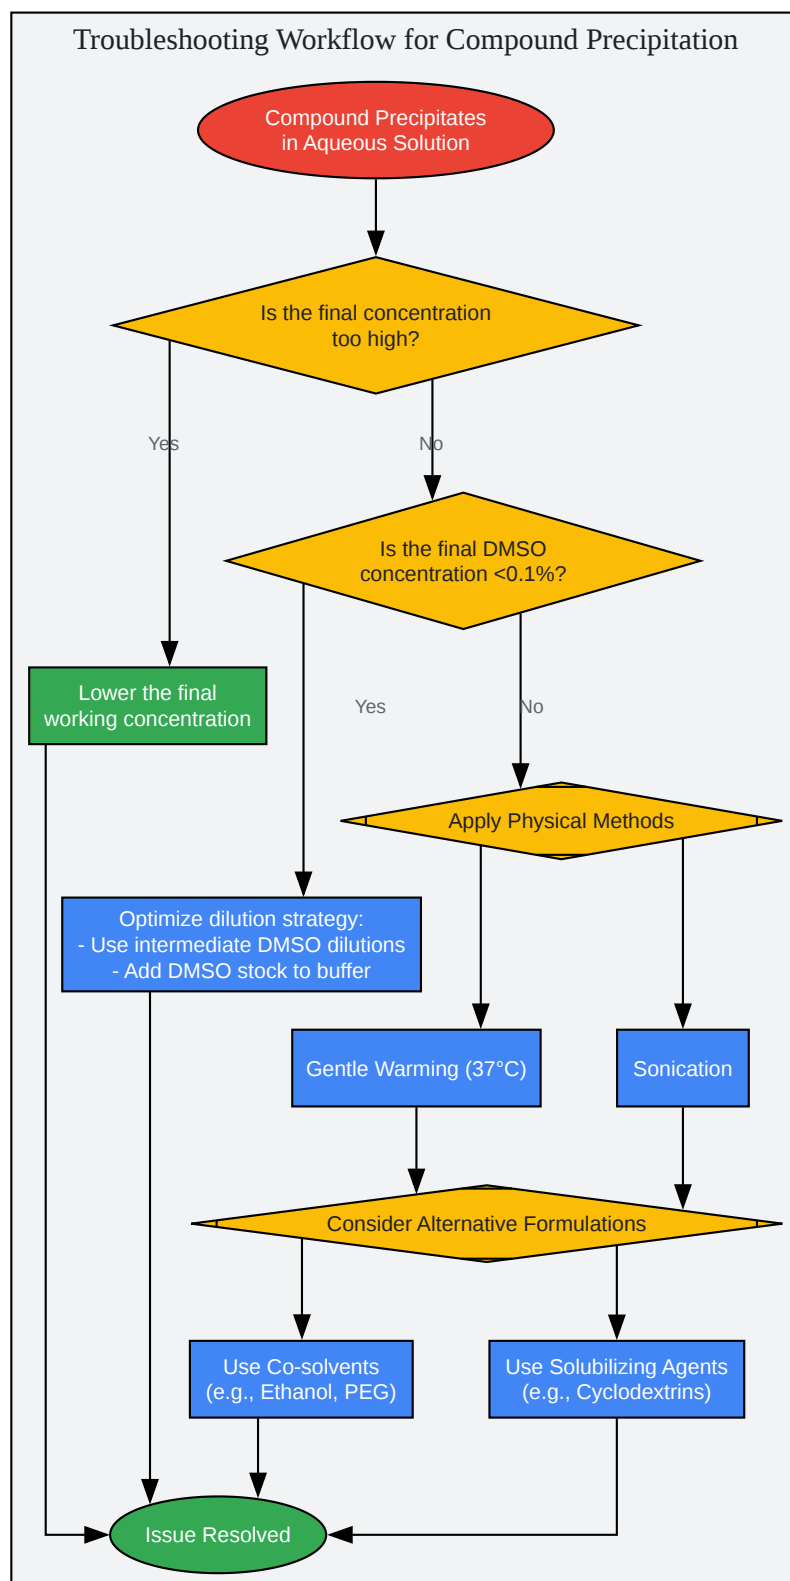 Troubleshooting Workflow for Compound Precipitation
Compound Precipitates
in Aqueous Solution
Is the final concentration
too high?
Yes
No
Is the final DMSO
concentration <0.1%?
Lower the final
working concentration
Yes
No
Apply Physical Methods
Optimize dilution strategy:
- Use intermediate DMSO dilutions
- Add DMSO stock to buffer
Gentle Warming (37°C)
Sonication
Consider Alternative Formulations
Use Co-solvents
(e.g., Ethanol, PEG)
Use Solubilizing Agents
(e.g., Cyclodextrins)
Issue Resolved